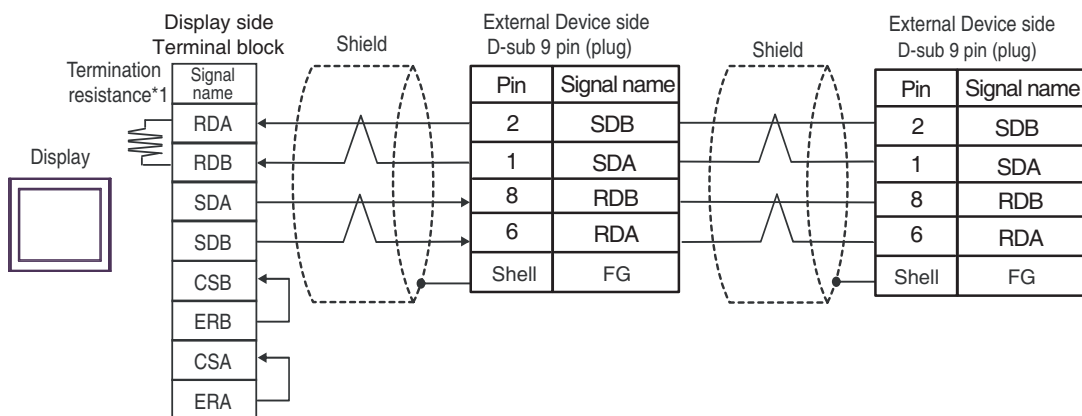 Display side
Terminal block
Termination
resistance*1
Display
Signal
name
RDA
RDB
SDA
SDB
CSB
ERB
CSA
ERA
Shield
External Device side
D-sub 9 pin (plug)
Pin Signal name
2 SDB
1 SDA
8 RDB
6 RDA
Shell FG
Shield
External Device side
D-sub 9 pin (plug)
Pin Signal name
2 SDB
1 SDA
8 RDB
6 RDA
Shell FG